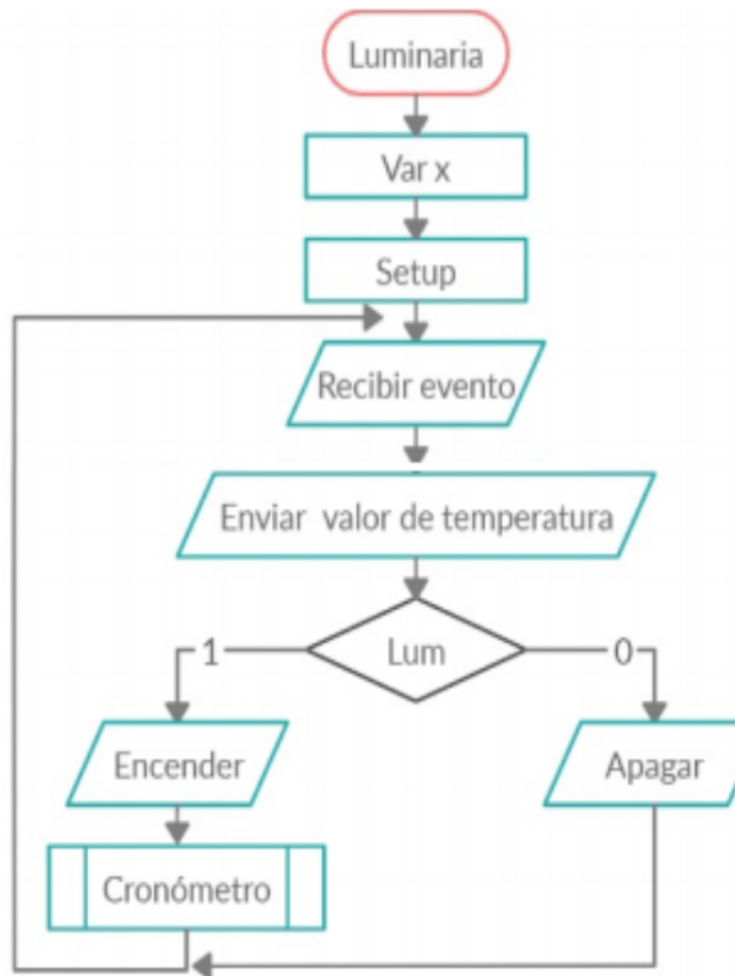 Luminaria
Var x
Setup
Recibir evento
Enviar valor de temperatura
Lum
1
0
Encender
Apagar
Cronómetro